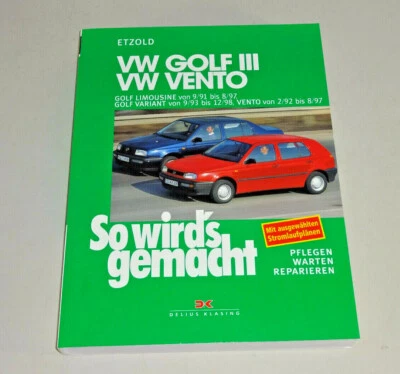 ETZOLD
VW GOLF III
VW VENTO
GOLF LIMOUSINE von 9/91 bis 8/97,
GOLF VARIANT von 9/93 bis 12/98, VENTO von 2/92 bis 8/97
So wird's
gemacht
Mit ausgewählten
Stromlaufplänen
PFLEGEN
WARTEN
REPARIEREN
DK
DELIUS KLASING